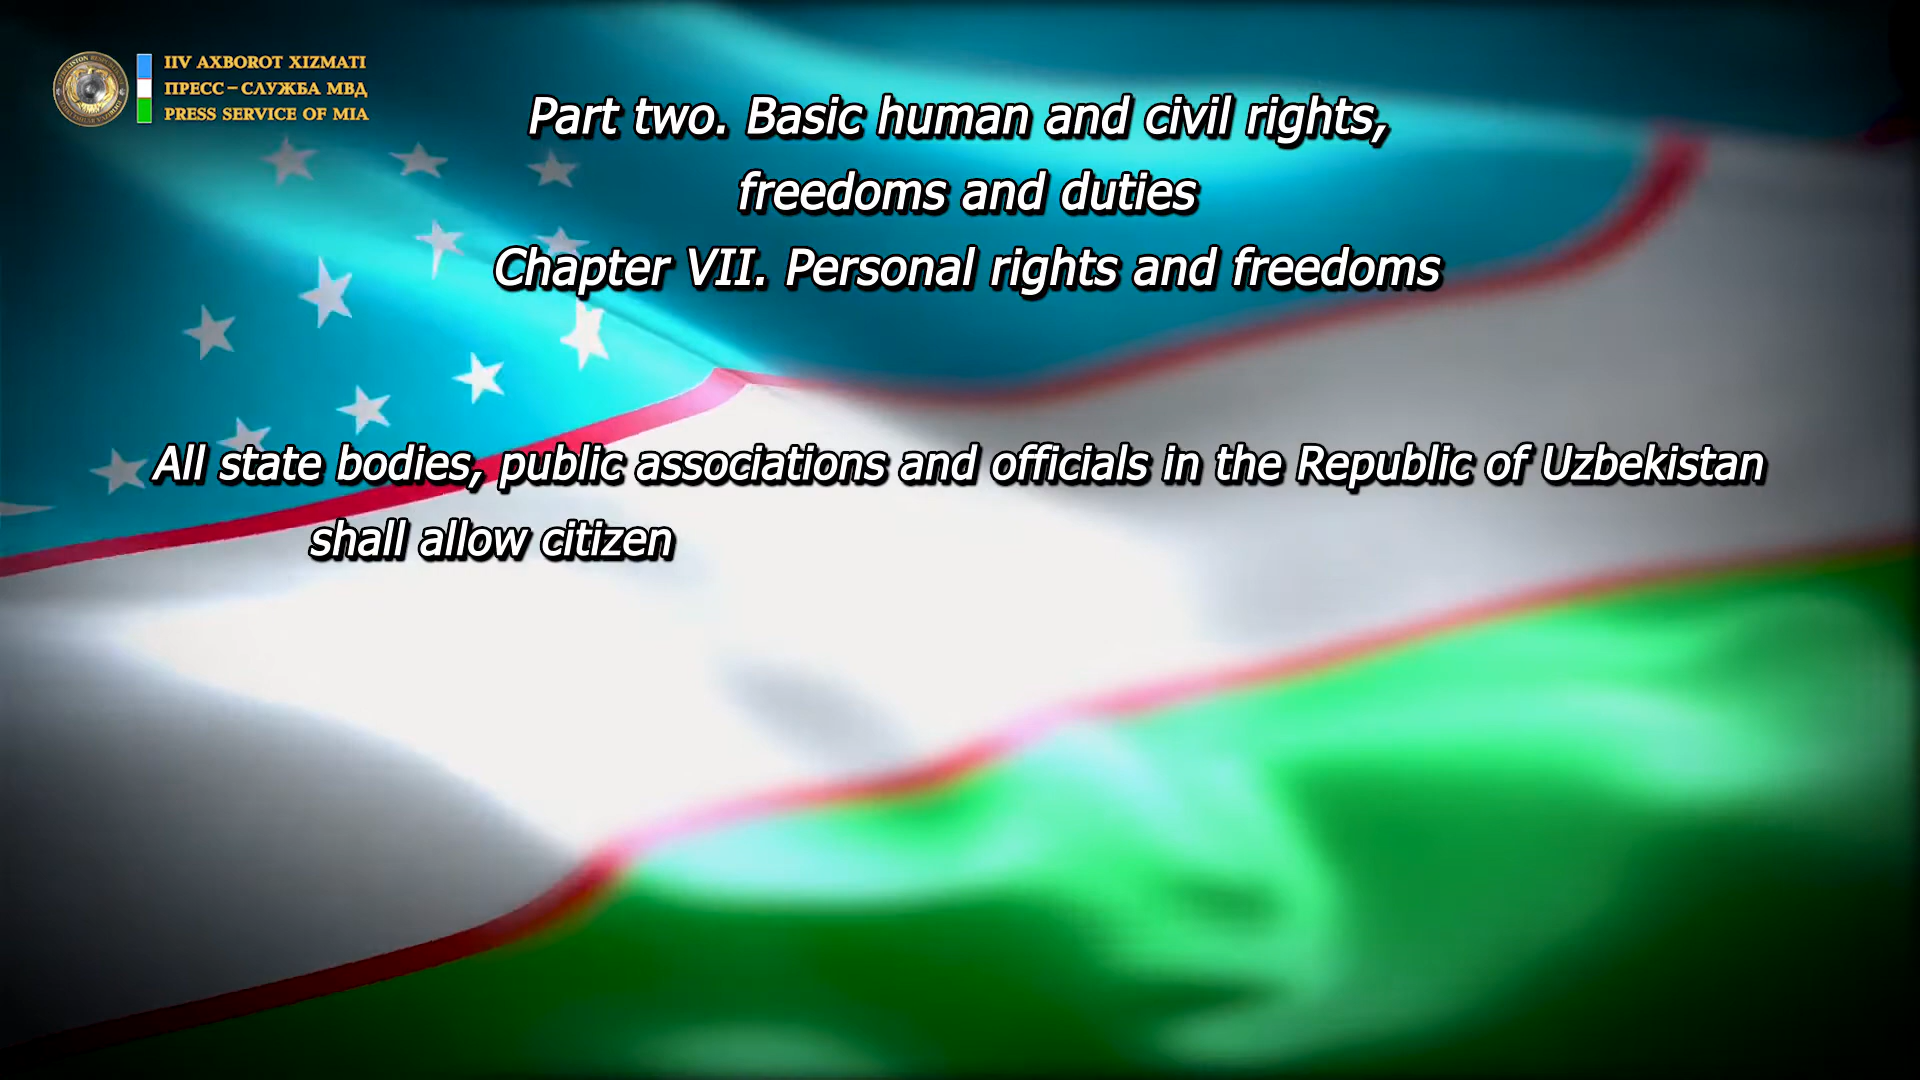 IIV AXBOROT XIZMATI
ПРЕСС – СЛУЖБА МВД
PRESS SERVICE OF MIA
Part two. Basic human and civil rights,
freedoms and duties
Chapter VII. Personal rights and freedoms
All state bodies, public associations and officials in the Republic of Uzbekistan
shall allow citizen